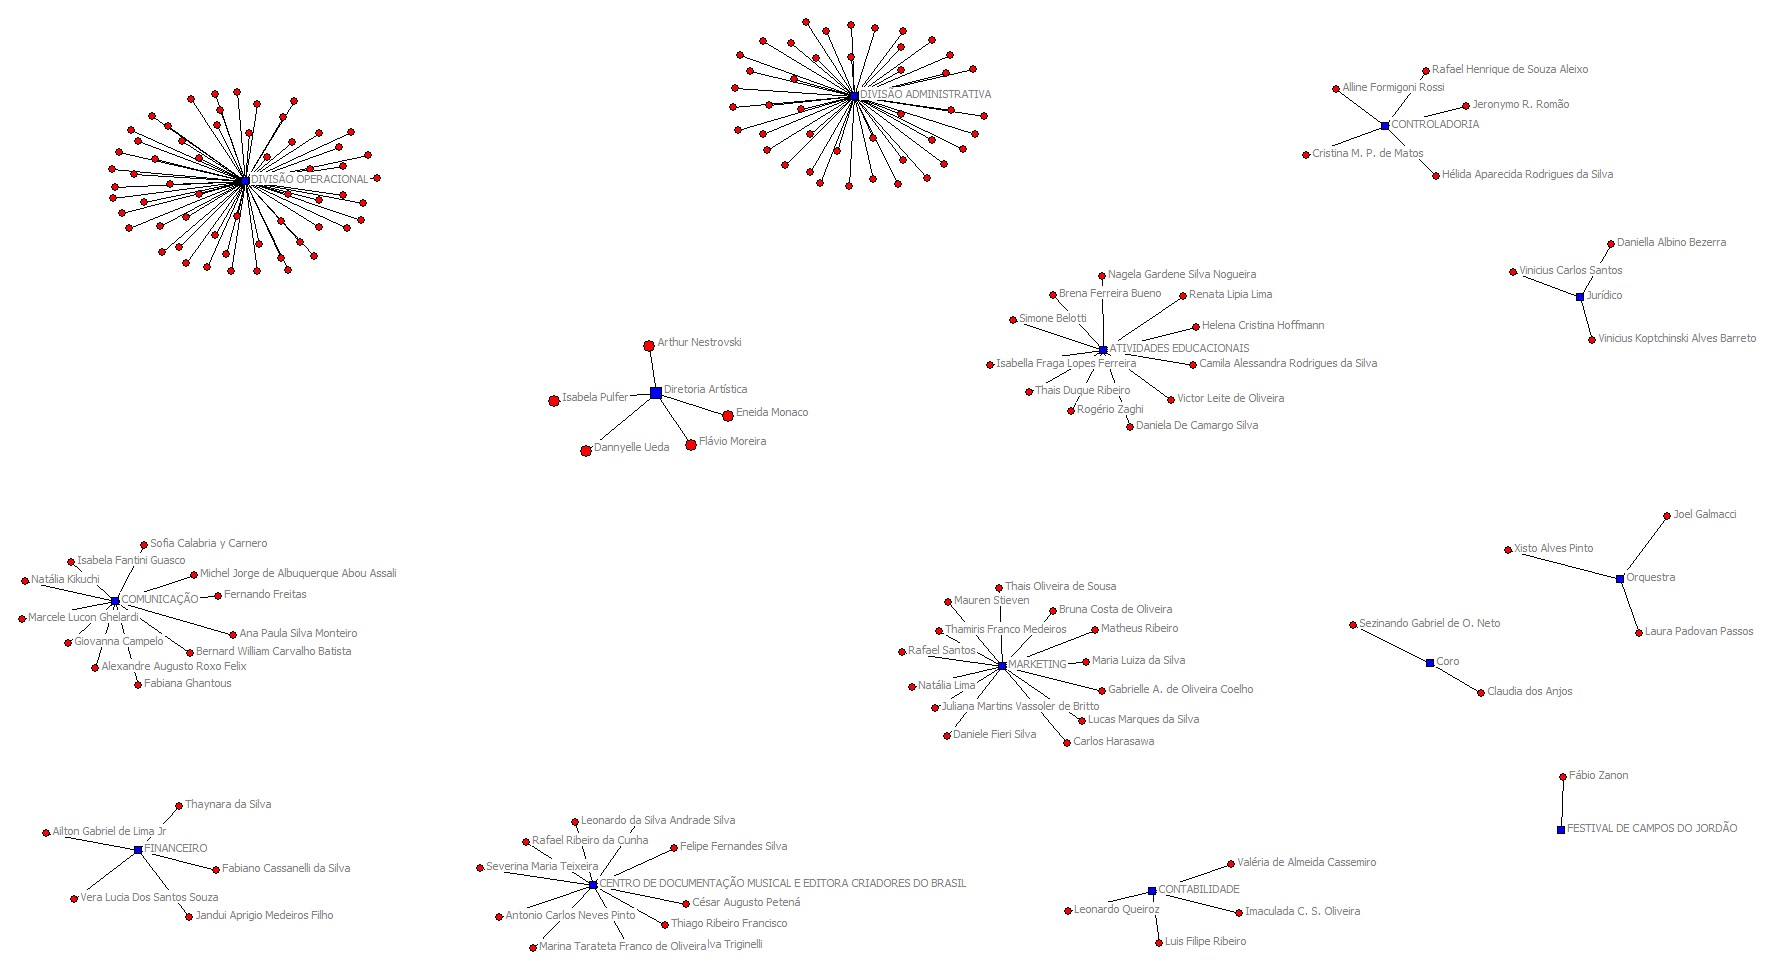 DIVISÃO ADMINISTRATIVA
DIVISÃO OPERACIONAL
Rafael Henrique de Souza Aleixo
Alline Formigoni Rossi
Jeronymo R. Romão
CONTROLADORIA
Cristina M. P. de Matos
Hélida Aparecida Rodrigues da Silva
Daniella Albino Bezerra
Vinicius Carlos Santos
Jurídico
Vinicius Koptchinski Alves Barreto
Nagela Gardene Silva Nogueira
Brena Ferreira Bueno
Renata Lipia Lima
Simone Belotti
Helena Cristina Hoffmann
ATIVIDADES EDUCACIONAIS
Isabella Fraga Lopes Ferreira
Camila Alessandra Rodrigues da Silva
Thais Duque Ribeiro
Victor Leite de Oliveira
Rogério Zaghi
Daniela De Camargo Silva
Arthur Nestrovski
Diretoria Artística
Isabela Pulfer
Eneida Monaco
Flávio Moreira
Dannyelle Ueda
Sofia Calabria y Carnero
Isabela Fantini Guasco
Michel Jorge de Albuquerque Abou Assali
Natália Kikuchi
Fernando Freitas
COMUNICAÇÃO
Marcele Lucon Ghelardi
Ana Paula Silva Monteiro
Giovanna Campelo
Bernard William Carvalho Batista
Alexandre Augusto Roxo Felix
Fabiana Ghantous
Thais Oliveira de Sousa
Mauren Stieven
Bruna Costa de Oliveira
Thamiris Franco Medeiros
Matheus Ribeiro
Rafael Santos
Maria Luiza da Silva
MARKETING
Natália Lima
Gabrielle A. de Oliveira Coelho
Juliana Martins Vassoler de Britto
Lucas Marques da Silva
Daniele Fieri Silva
Carlos Harasawa
Joel Galmacci
Xisto Alves Pinto
Orquestra
Laura Padovan Passos
Sezinando Gabriel de O. Neto
Coro
Claudia dos Anjos
Fábio Zanon
FESTIVAL DE CAMPOS DO JORDÃO
Thaynara da Silva
Ailton Gabriel de Lima Jr
FINANCEIRO
Fabiano Cassanelli da Silva
Vera Lucia Dos Santos Souza
Jandui Aprigio Medeiros Filho
Leonardo da Silva Andrade Silva
Rafael Ribeiro da Cunha
Felipe Fernandes Silva
Severina Maria Teixeira
CENTRO DE DOCUMENTAÇÃO MUSICAL E EDITORA CRIADORES DO BRASIL
César Augusto Petená
Antonio Carlos Neves Pinto
Thiago Ribeiro Francisco
Marina Tarateta Franco de Oliveira
Triginelli
Valéria de Almeida Cassemiro
CONTABILIDADE
Leonardo Queiroz
Imaculada C. S. Oliveira
Luis Filipe Ribeiro